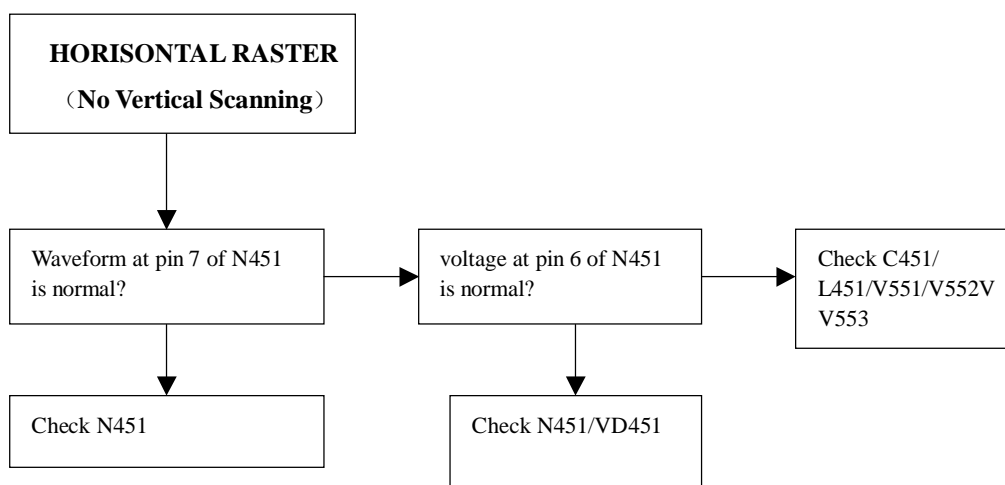 HORISONTAL RASTER
（No Vertical Scanning）
Waveform at pin 7 of N451
is normal?
voltage at pin 6 of N451
is normal?
Check C451/
L451/V551/V552V
V553
Check N451
Check N451/VD451